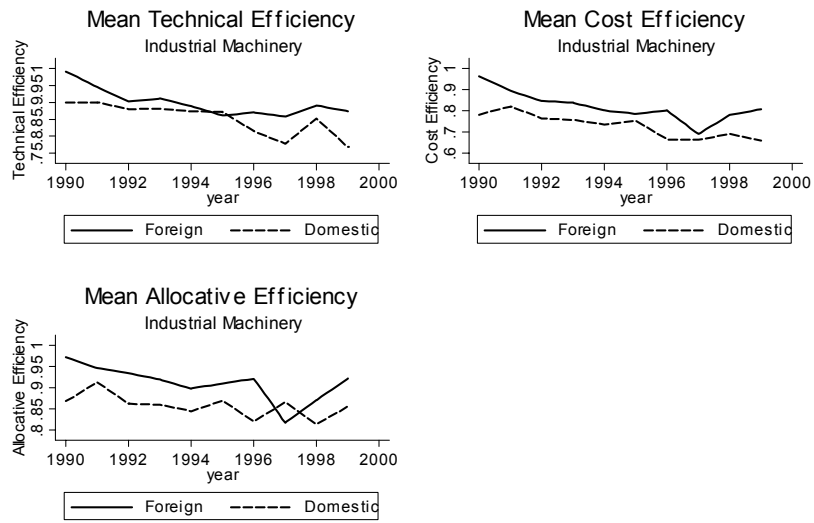 Mean Technical Efficiency
Industrial Machinery
Technical Efficiency
.75 .8 .85 .9 .95 1
1990 1992 1994 1996 1998 2000
year
Foreign Domestic
Mean Cost Efficiency
Industrial Machinery
Cost Efficiency
.6 .7 .8 .9 1
1990 1992 1994 1996 1998 2000
year
Foreign Domestic
Mean Allocative Efficiency
Industrial Machinery
Allocative Efficiency
.8 .85 .9 .95 1
1990 1992 1994 1996 1998 2000
year
Foreign Domestic